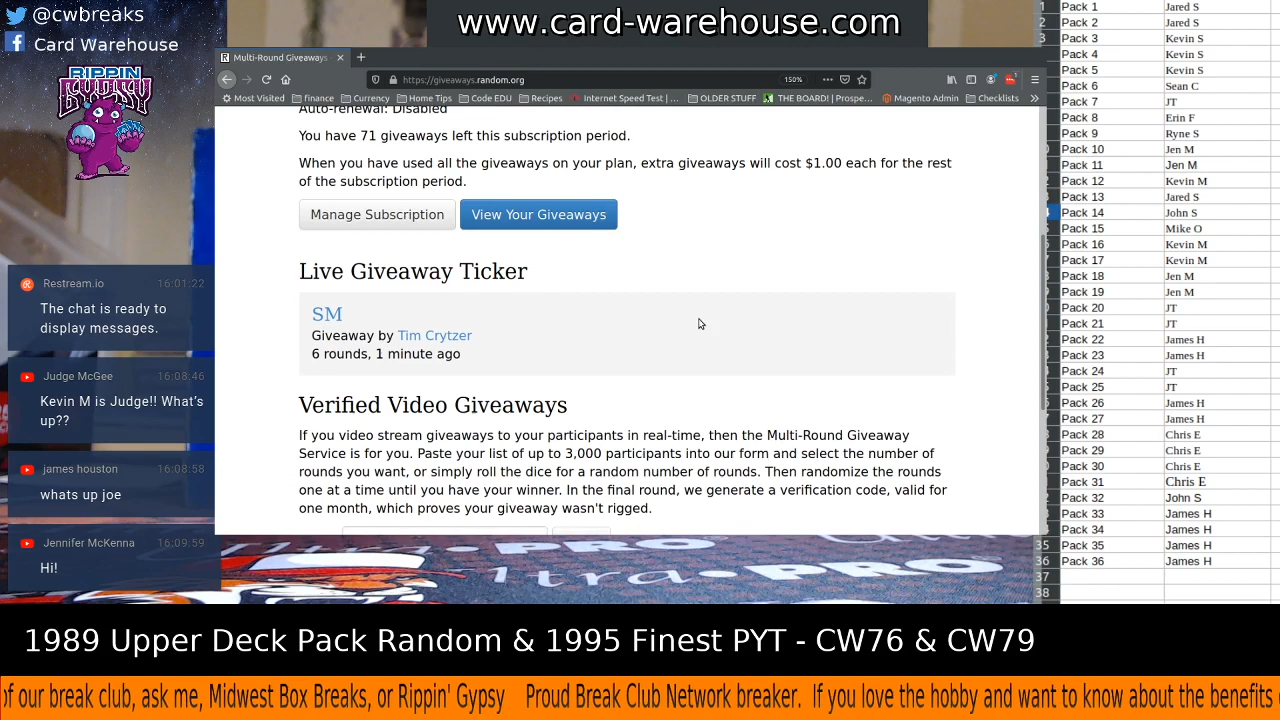 @cwbreaks
Card Warehouse
RIPPIN
GYPSY
www.card-warehouse.com
Multi-Round Giveaways
https://giveaways.random.org
150%
Most Visited
finance
Currency
Home Tips
Code EDU
Recipes
Internet Speed Test | ...
OLDER STUFF
THE BOARD! | Prospe...
Magento Admin
Checklists
Auto-renewal: Disabled
You have 71 giveaways left this subscription period.
When you have used all the giveaways on your plan, extra giveaways will cost $1.00 each for the rest
of the subscription period.
Manage Subscription
View Your Giveaways
Live Giveaway Ticker
SM
Giveaway by Tim Crytzer
6 rounds, 1 minute ago
Verified Video Giveaways
If you video stream giveaways to your participants in real-time, then the Multi-Round Giveaway
Service is for you. Paste your list of up to 3,000 participants into our form and select the number of
rounds you want, or simply roll the dice for a random number of rounds. Then randomize the rounds
one at a time until you have your winner. In the final round, we generate a verification code, valid for
one month, which proves your giveaway wasn't rigged.
Restream.io 16:01:22
The chat is ready to
display messages.
Judge McGee 16:08:46
Kevin M is Judge!! What's
up??
james houston 16:08:58
whats up joe
Jennifer McKenna 16:09:59
Hi!
Pack 1 Jared S
Pack 2 Jared S
Pack 3 Kevin S
Pack 4 Kevin S
Pack 5 Kevin S
Pack 6 Sean C
Pack 7 JT
Pack 8 Erin F
Pack 9 Ryne S
Pack 10 Jen M
Pack 11 Jen M
Pack 12 Kevin M
Pack 13 Jared S
Pack 14 John S
Pack 15 Mike O
Pack 16 Kevin M
Pack 17 Kevin M
Pack 18 Jen M
Pack 19 Jen M
Pack 20 JT
Pack 21 JT
Pack 22 James H
Pack 23 James H
Pack 24 JT
Pack 25 JT
Pack 26 James H
Pack 27 James H
Pack 28 Chris E
Pack 29 Chris E
Pack 30 Chris E
Pack 31 Chris E
Pack 32 John S
Pack 33 James H
Pack 34 James H
35 Pack 35 James H
36 Pack 36 James H
37
38
Ultra PRO
Ultra PRO
1989 Upper Deck Pack Random & 1995 Finest PYT - CW76 & CW79
of our break club, ask me, Midwest Box Breaks, or Rippin' Gypsy Proud Break Club Network breaker. If you love the hobby and want to know about the benefits